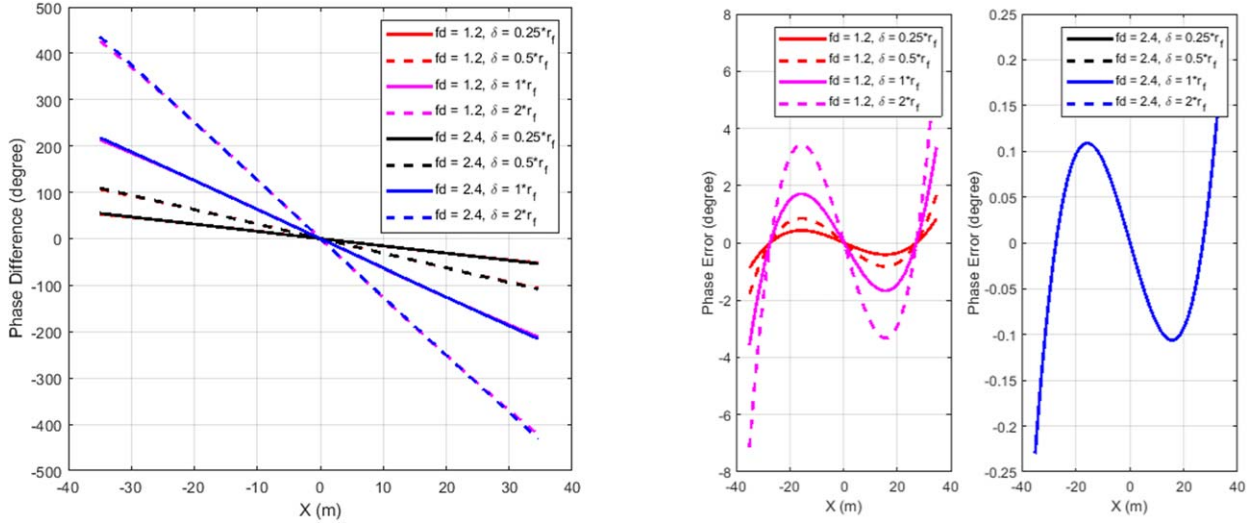 500
400
300
200
100
0
-100
-200
-300
-400
-500
Phase Difference (degree)
fd = 1.2, δ = 0.25*r_f
fd = 1.2, δ = 0.5*r_f
fd = 1.2, δ = 1*r_f
fd = 1.2, δ = 2*r_f
fd = 2.4, δ = 0.25*r_f
fd = 2.4, δ = 0.5*r_f
fd = 2.4, δ = 1*r_f
fd = 2.4, δ = 2*r_f
-40 -30 -20 -10 0 10 20 30 40
X (m)
8
6
4
2
0
-2
-4
-6
-8
Phase Error (degree)
fd = 1.2, δ = 0.25*r_f
fd = 1.2, δ = 0.5*r_f
fd = 1.2, δ = 1*r_f
fd = 1.2, δ = 2*r_f
-40 -20 0 20 40
X (m)
0.25
0.2
0.15
0.1
0.05
0
-0.05
-0.1
-0.15
-0.2
-0.25
Phase Error (degree)
fd = 2.4, δ = 0.25*r_f
fd = 2.4, δ = 0.5*r_f
fd = 2.4, δ = 1*r_f
fd = 2.4, δ = 2*r_f
-40 -20 0 20 40
X (m)